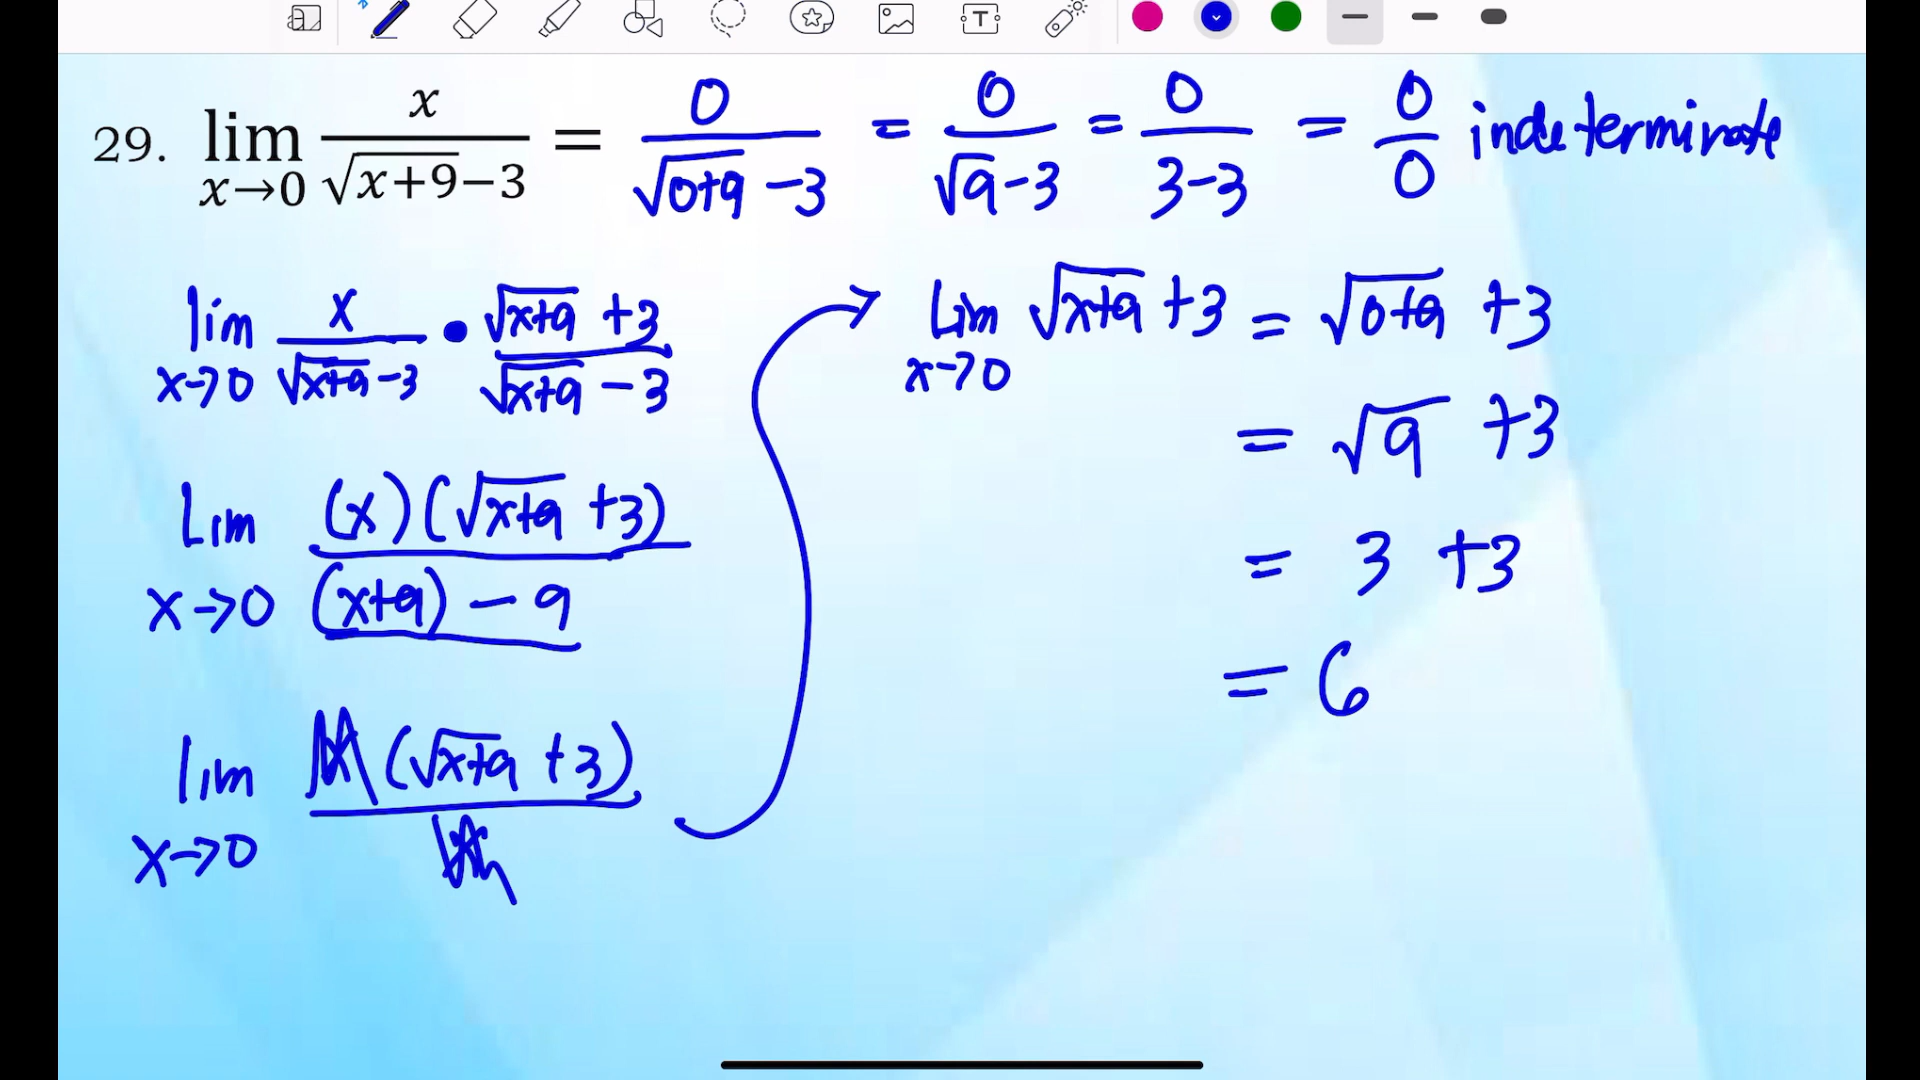 29. lim x→0 x/(√(x+9)−3) = 0/(√(0+9) −3) = 0/(√9−3) = 0/(3−3) = 0/0 indeterminate
lim x→0 x/(√(x+9) −3) • (√(x+9) +3)/(√(x+9) −3)
Lim x→0 (x)(√(x+9) +3)/((x+9) − 9)
lim x→0 x(√(x+9) +3)/x
Lim x→0 √(x+9) +3 = √(0+9) +3
= √9 +3
= 3 +3
= 6